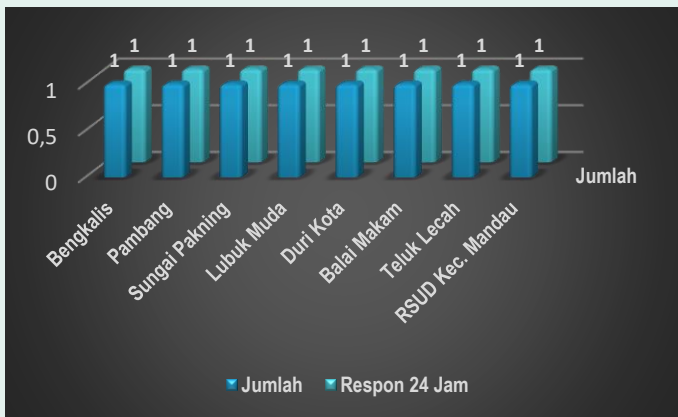 1 1 1 1 1 1 1 1
1 1 1 1 1 1 1 1
1
0,5
0
Jumlah
Bengkalis
Pambang
Sungai Pakning
Lubuk Muda
Duri Kota
Balai Makam
Teluk Lecah
RSUD Kec. Mandau
Jumlah Respon 24 Jam